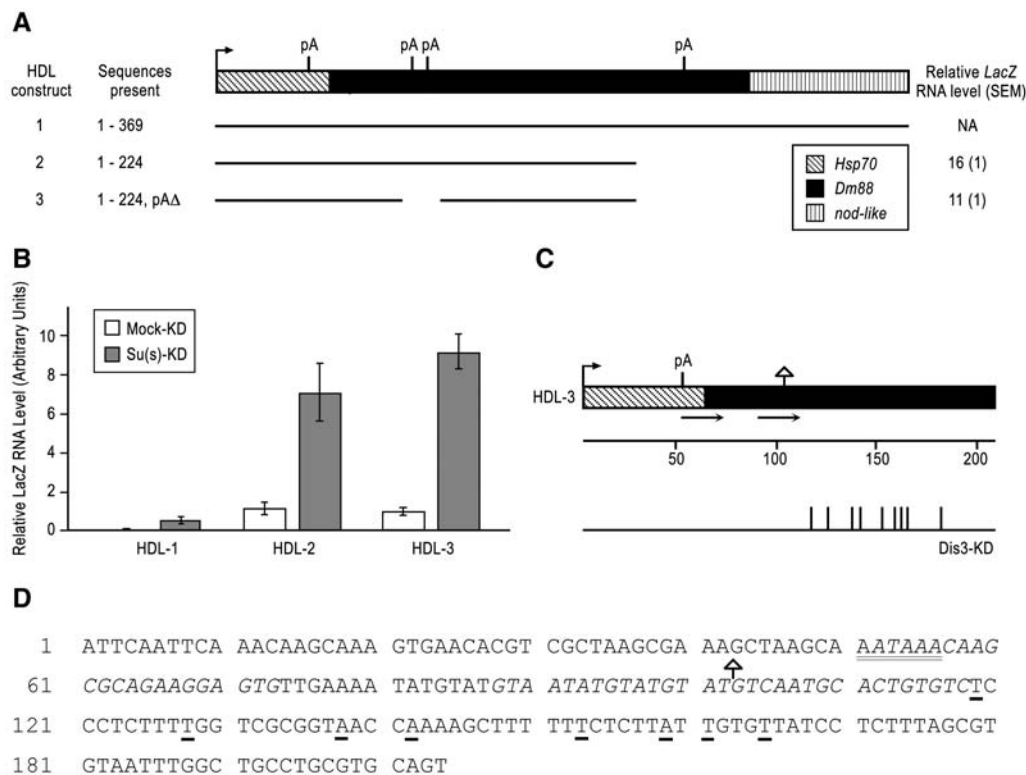 A
HDL construct
Sequences present
pA
pA pA
pA
Relative LacZ RNA level (SEM)
1 1 - 369 NA
2 1 - 224 16 (1)
3 1 - 224, pAΔ 11 (1)
Hsp70
Dm88
nod-like
B
Relative LacZ RNA Level (Arbitrary Units)
10
8
6
4
2
0
Mock-KD
Su(s)-KD
HDL-1 HDL-2 HDL-3
C
pA
HDL-3
50 100 150 200
Dis3-KD
D
1 ATTCAATTCA AACAAGCAAA GTGAACACGT CGCTAAGCGA AAGCTAAGCA AATAAACAAG
61 CGCAGAAGGA GTGTTGAAAA TATGTATGTA ATATGTATGT ATGTCAATGC ACTGTGTCTC
121 CCTCTTTTGG TCGCGGTAAC CAAAAGCTTT TTCTCTTATT GTGTTATCC TCTTTAGCGT
181 GTAATTTGGC TGCCTGCGTG CAGT